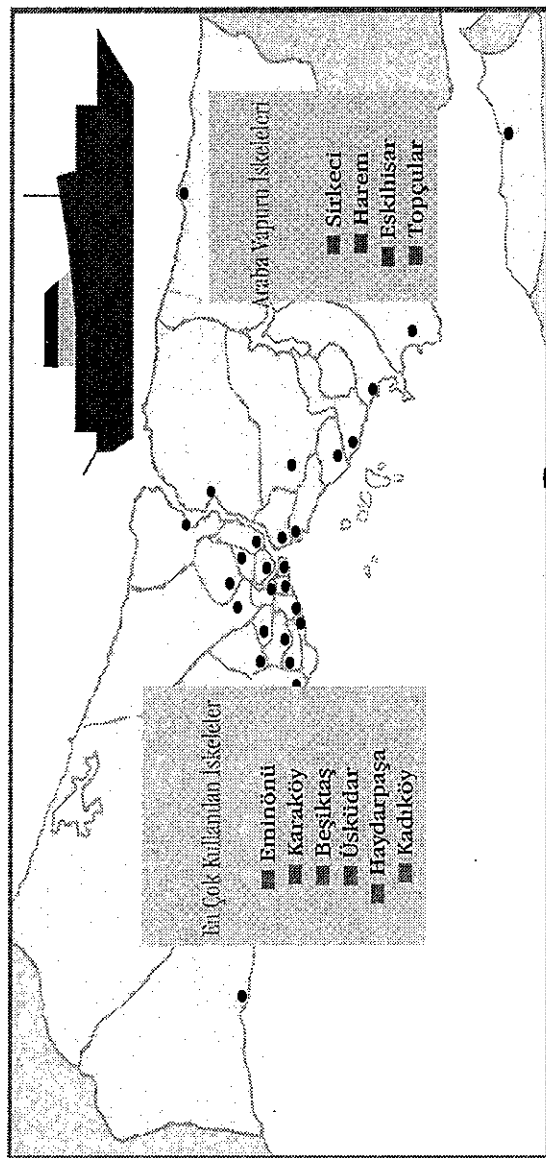 En Çok Kullanılan İskeleler
Eminönü
Karaköy
Beşiktaş
Üsküdar
Haydarpaşa
Kadıköy
Araba Vapuru İskeleleri
Sirkeci
Harem
Eskihisar
Topçular